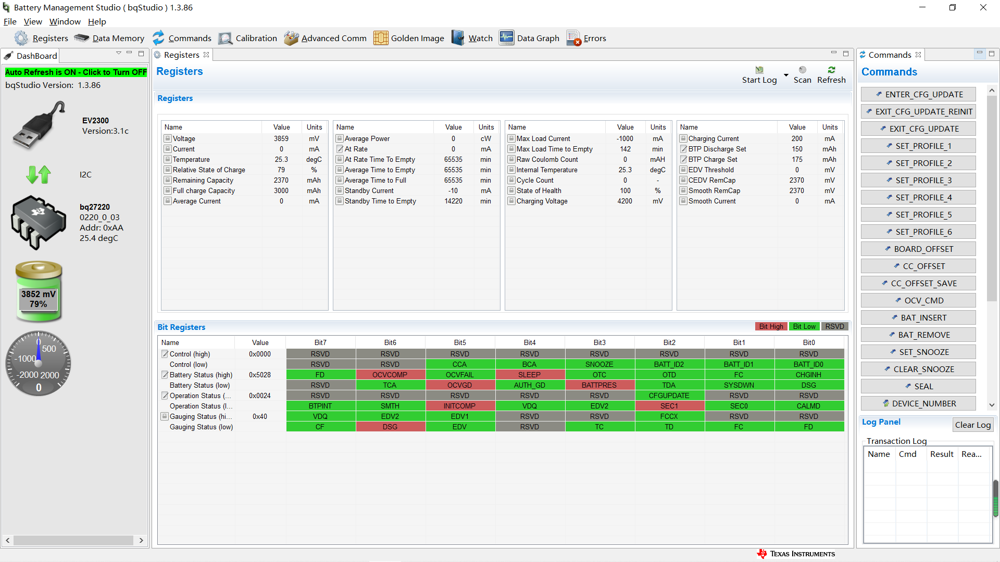 Battery Management Studio ( bqStudio ) 1.3.86
File View Window Help
Registers Data Memory Commands Calibration Advanced Comm Golden Image Watch Data Graph Errors
DashBoard
Auto Refresh is ON - Click to Turn OFF
bqStudio Version: 1.3.86
EV2300
Version:3.1c
I2C
bq27220
0220_0_03
Addr: 0xAA
25.4 degC
3852 mV
79%
0
500
-1000
-2000 2000
0
Registers
Registers
Start Log Scan Refresh
Registers
Name Value Units
Voltage 3859 mV
Current 0 mA
Temperature 25.3 degC
Relative State of Charge 79 %
Remaining Capacity 2370 mAh
Full charge Capacity 3000 mAh
Average Current 0 mA
Name Value Units
Average Power 0 cW
At Rate 0 mA
At Rate Time To Empty 65535 min
Average Time to Empty 65535 min
Average Time to Full 65535 min
Standby Current -10 mA
Standby Time to Empty 14220 min
Name Value Units
Max Load Current -1000 mA
Max Load Time to Empty 142 min
Raw Coulomb Count 0 mAH
Internal Temperature 25.3 degC
Cycle Count 0 -
State of Health 100 %
Charging Voltage 4200 mV
Name Value Units
Charging Current 200 mA
BTP Discharge Set 150 mAh
BTP Charge Set 175 mAh
EDV Threshold 0 mV
CEDV RemCap 2370 mV
Smooth RemCap 2370 mV
Smooth Current 0 mA
Bit Registers
Bit High Bit Low RSVD
Name Value Bit7 Bit6 Bit5 Bit4 Bit3 Bit2 Bit1 Bit0
Control (high) 0x0000 RSVD RSVD RSVD RSVD RSVD RSVD RSVD RSVD
Control (low) RSVD RSVD CCA BCA SNOOZE BATT_ID2 BATT_ID1 BATT_ID0
Battery Status (high) 0x5028 FD OCVCOMP OCVFAIL SLEEP OTC OTD FC CHGINH
Battery Status (low) RSVD TCA OCVGD AUTH_GD BATTPRES TDA SYSDWN DSG
Operation Status (... 0x0024 RSVD RSVD RSVD RSVD RSVD CFGUPDATE RSVD RSVD
Operation Status (l... BTPINT SMTH INITCOMP VDQ EDV2 SEC1 SEC0 CALMD
Gauging Status (hi... 0x40 VDQ EDV2 EDV1 RSVD RSVD FCCX RSVD RSVD
Gauging Status (low) CF DSG EDV RSVD TC TD FC FD
Commands
Commands
ENTER_CFG_UPDATE
EXIT_CFG_UPDATE_REINIT
EXIT_CFG_UPDATE
SET_PROFILE_1
SET_PROFILE_2
SET_PROFILE_3
SET_PROFILE_4
SET_PROFILE_5
SET_PROFILE_6
BOARD_OFFSET
CC_OFFSET
CC_OFFSET_SAVE
OCV_CMD
BAT_INSERT
BAT_REMOVE
SET_SNOOZE
CLEAR_SNOOZE
SEAL
DEVICE_NUMBER
Log Panel
Clear Log
Transaction Log
Name Cmd Result Rea...
TEXAS INSTRUMENTS